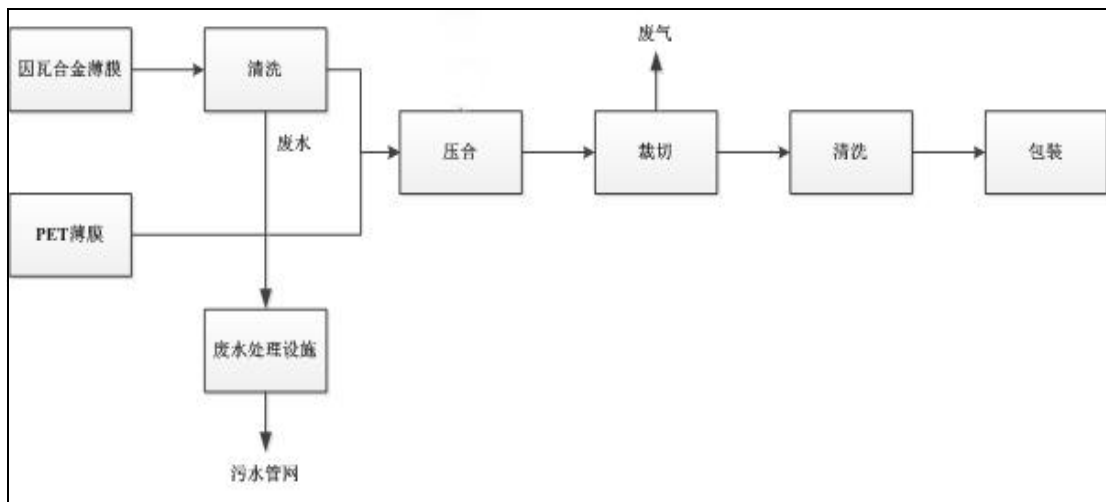 废气
因瓦合金薄膜
清洗
废水
压合
裁切
清洗
包装
PET薄膜
废水处理设施
污水管网